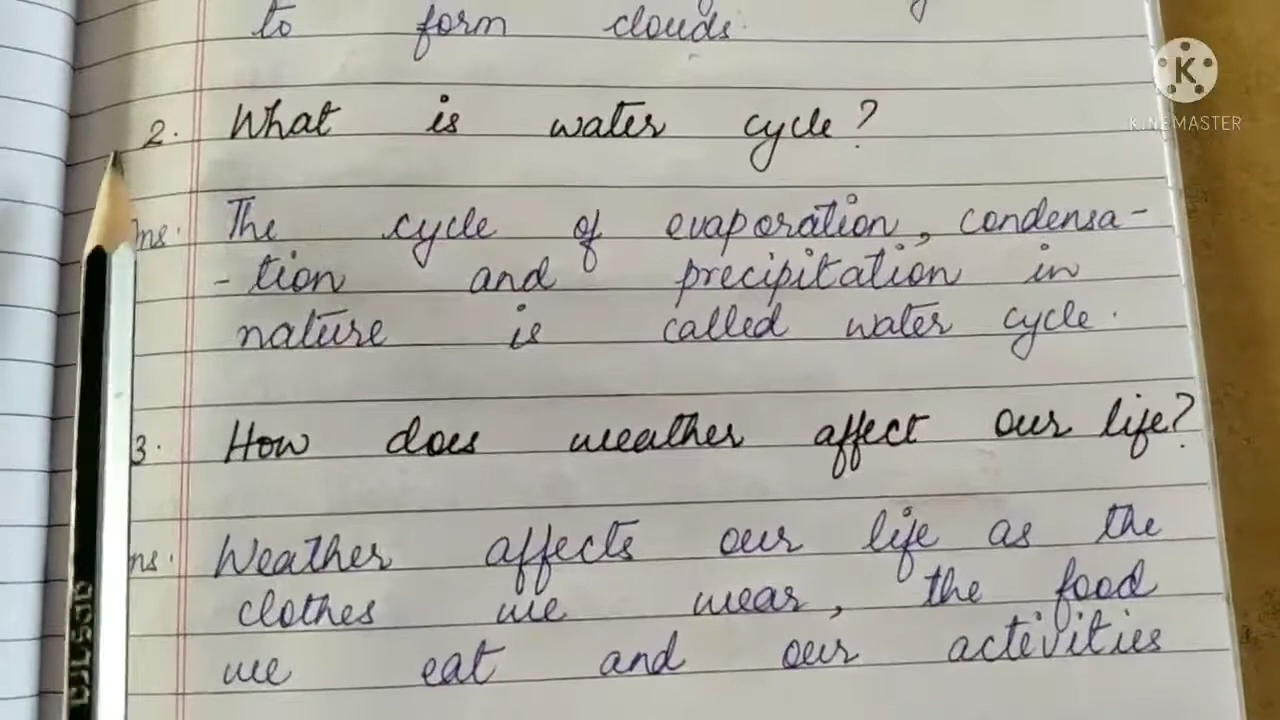 to form clouds.
2. What is water cycle?
ns. The cycle of evaporation, condensa-
-tion and precipitation in
nature is called water cycle.
3. How does weather affect our life?
ns. Weather affects our life as the
clothes we wear, the food
we eat and our activities
K
KINEMASTER